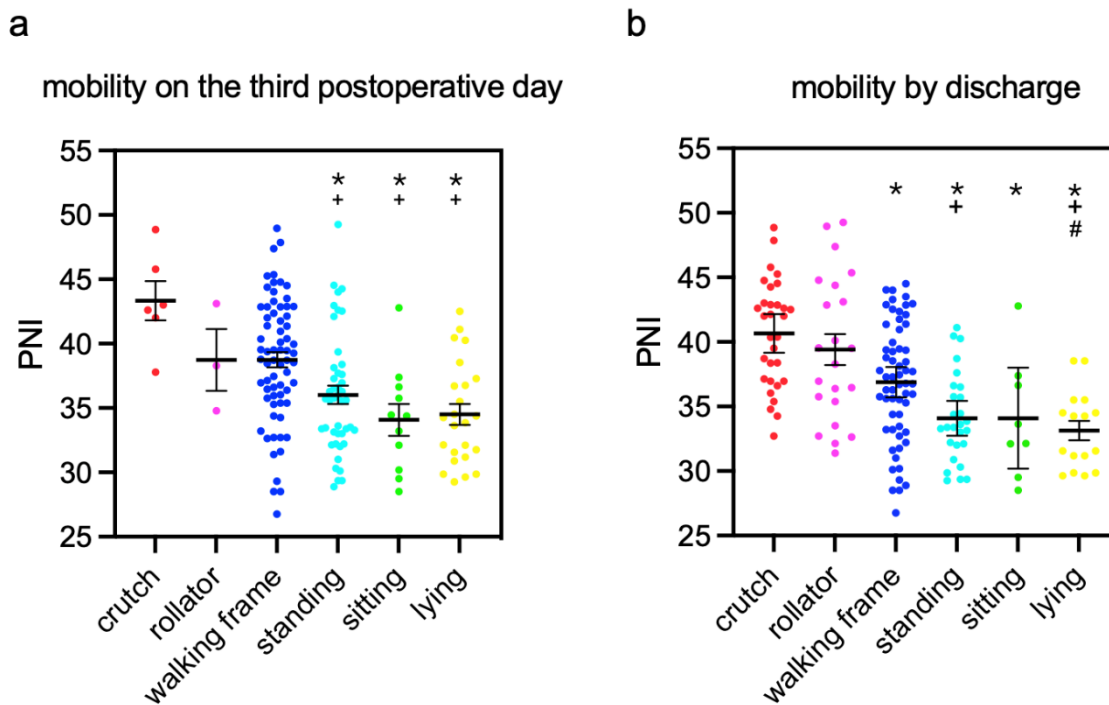 a
mobility on the third postoperative day
PNI
55
50
45
40
35
30
25
*
+
*
+
*
+
crutch
rollator
walking frame
standing
sitting
lying
b
mobility by discharge
PNI
55
50
45
40
35
30
25
*
*
+
*
*
+
#
crutch
rollator
walking frame
standing
sitting
lying